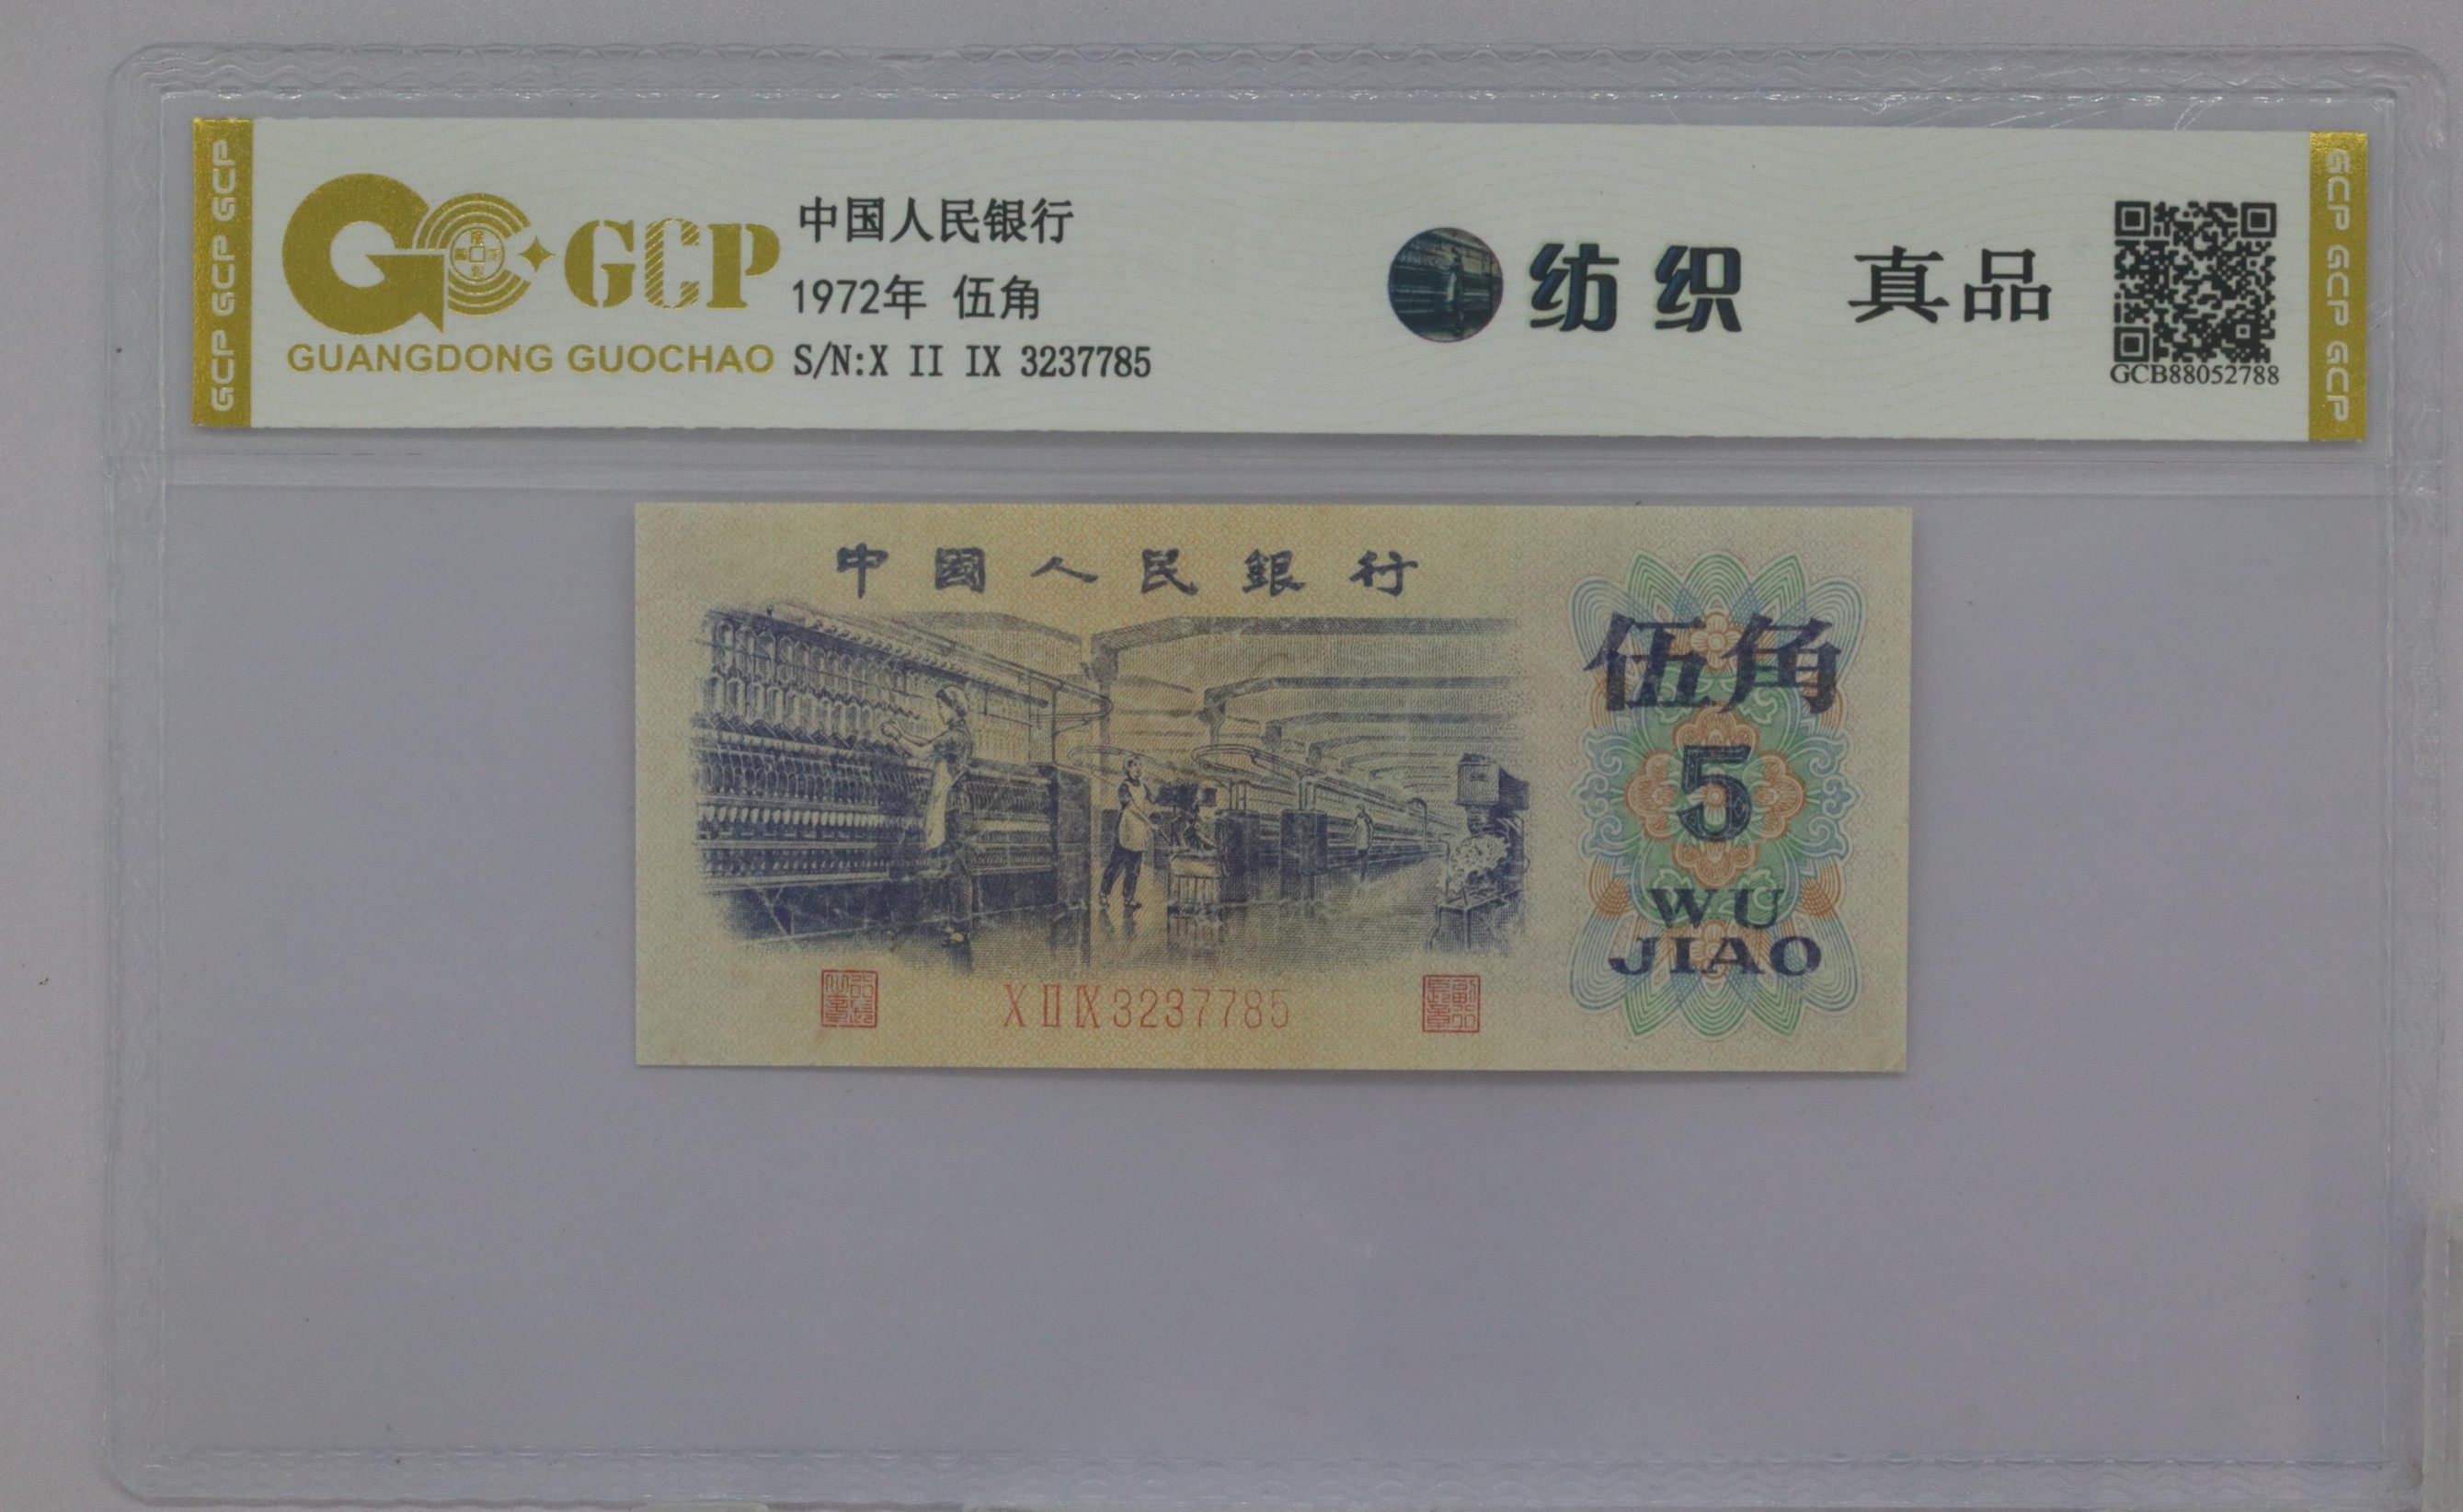 GCP GCP GCP
GCP
GUANGDONG GUOCHAO
中国人民银行
1972年 伍角
S/N:X II IX 3237785
纺织 真品
GCB88052788
GCP GCP GCP
中國人民銀行
伍角
5
WU
JIAO
X II IX 3237785